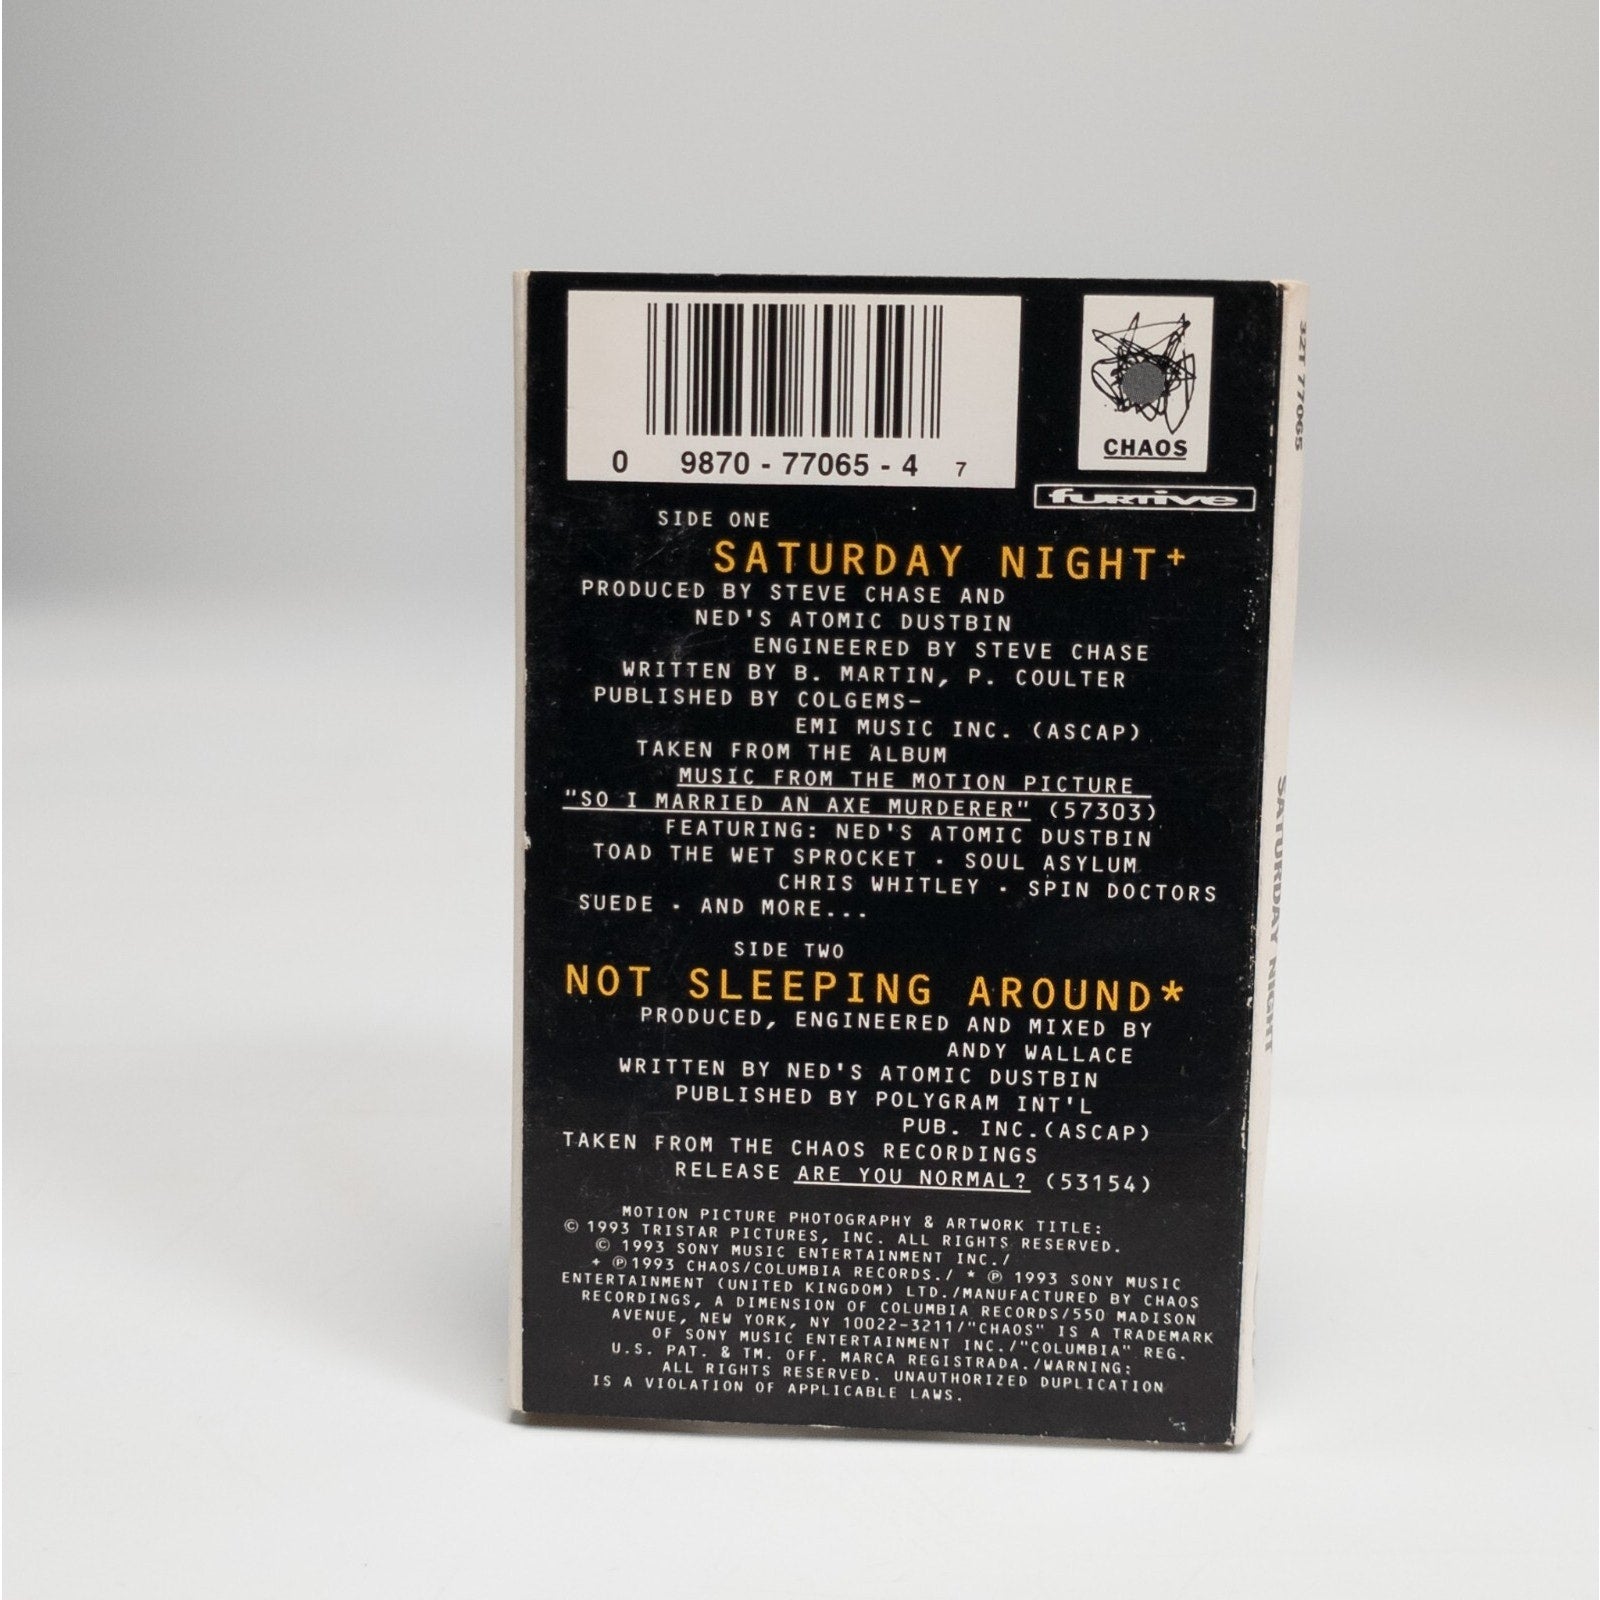 0 9870 - 77065 - 4 7
CHAOS
furtive
SIDE ONE
SATURDAY NIGHT+
PRODUCED BY STEVE CHASE AND
NED'S ATOMIC DUSTBIN
ENGINEERED BY STEVE CHASE
WRITTEN BY B. MARTIN, P. COULTER
PUBLISHED BY COLGEMS-
EMI MUSIC INC. (ASCAP)
TAKEN FROM THE ALBUM
MUSIC FROM THE MOTION PICTURE
"SO I MARRIED AN AXE MURDERER" (57303)
FEATURING: NED'S ATOMIC DUSTBIN
TOAD THE WET SPROCKET · SOUL ASYLUM
CHRIS WHITLEY · SPIN DOCTORS
SUEDE · AND MORE...
SIDE TWO
NOT SLEEPING AROUND*
PRODUCED, ENGINEERED AND MIXED BY
ANDY WALLACE
WRITTEN BY NED'S ATOMIC DUSTBIN
PUBLISHED BY POLYGRAM INT'L
PUB. INC.(ASCAP)
TAKEN FROM THE CHAOS RECORDINGS
RELEASE ARE YOU NORMAL? (53154)
MOTION PICTURE PHOTOGRAPHY & ARTWORK TITLE:
© 1993 TRISTAR PICTURES, INC. ALL RIGHTS RESERVED.
© 1993 SONY MUSIC ENTERTAINMENT INC./
+ ℗1993 CHAOS/COLUMBIA RECORDS./ * ℗ 1993 SONY MUSIC
ENTERTAINMENT (UNITED KINGDOM) LTD./MANUFACTURED BY CHAOS
RECORDINGS, A DIMENSION OF COLUMBIA RECORDS/550 MADISON
AVENUE, NEW YORK, NY 10022-3211/"CHAOS" IS A TRADEMARK
OF SONY MUSIC ENTERTAINMENT INC./"COLUMBIA" REG.
U.S. PAT. & TM. OFF. MARCA REGISTRADA./WARNING:
ALL RIGHTS RESERVED. UNAUTHORIZED DUPLICATION
IS A VIOLATION OF APPLICABLE LAWS.
32T 77065
SATURDAY NIGHT